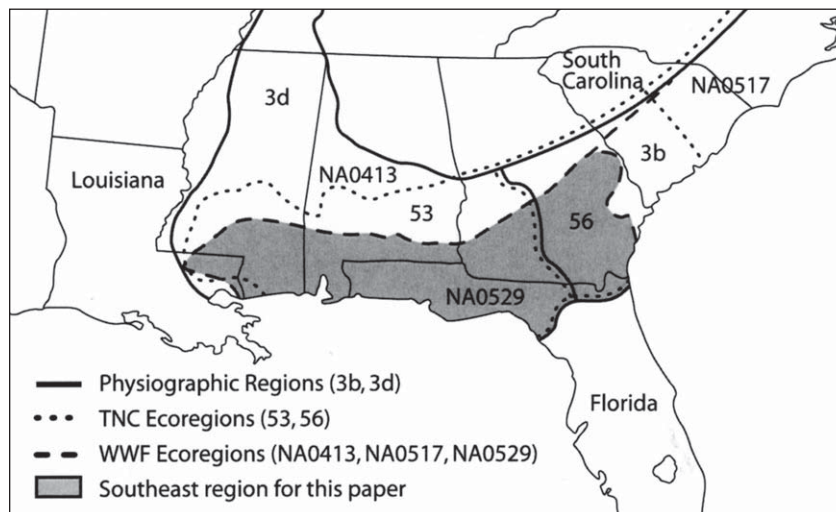 South
Carolina
NA0517
3d
3b
Louisiana
NA0413
53
56
NA0529
Physiographic Regions (3b, 3d)
TNC Ecoregions (53, 56)
WWF Ecoregions (NA0413, NA0517, NA0529)
Southeast region for this paper
Florida